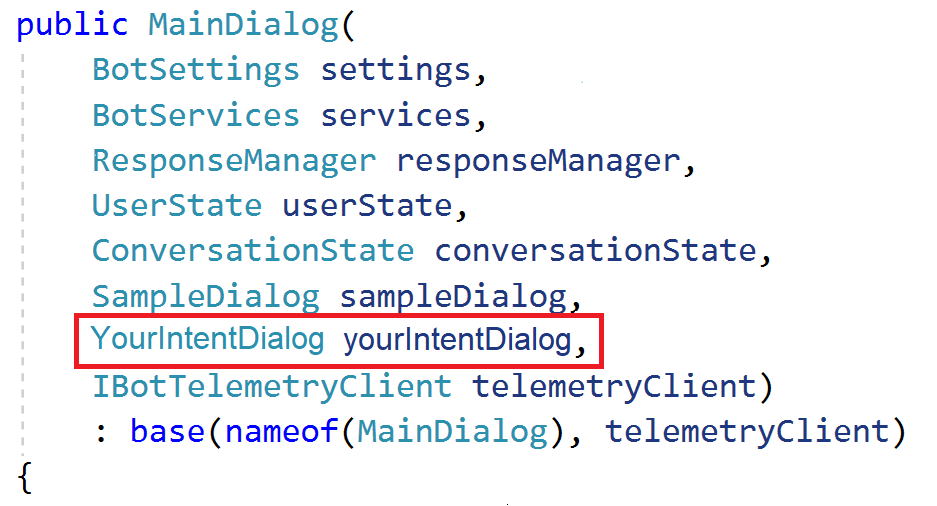 public MainDialog(
BotSettings settings,
BotServices services,
ResponseManager responseManager,
UserState userState,
ConversationState conversationState,
SampleDialog sampleDialog,
YourIntentDialog yourIntentDialog,
IBotTelemetryClient telemetryClient)
: base(nameof(MainDialog), telemetryClient)
{